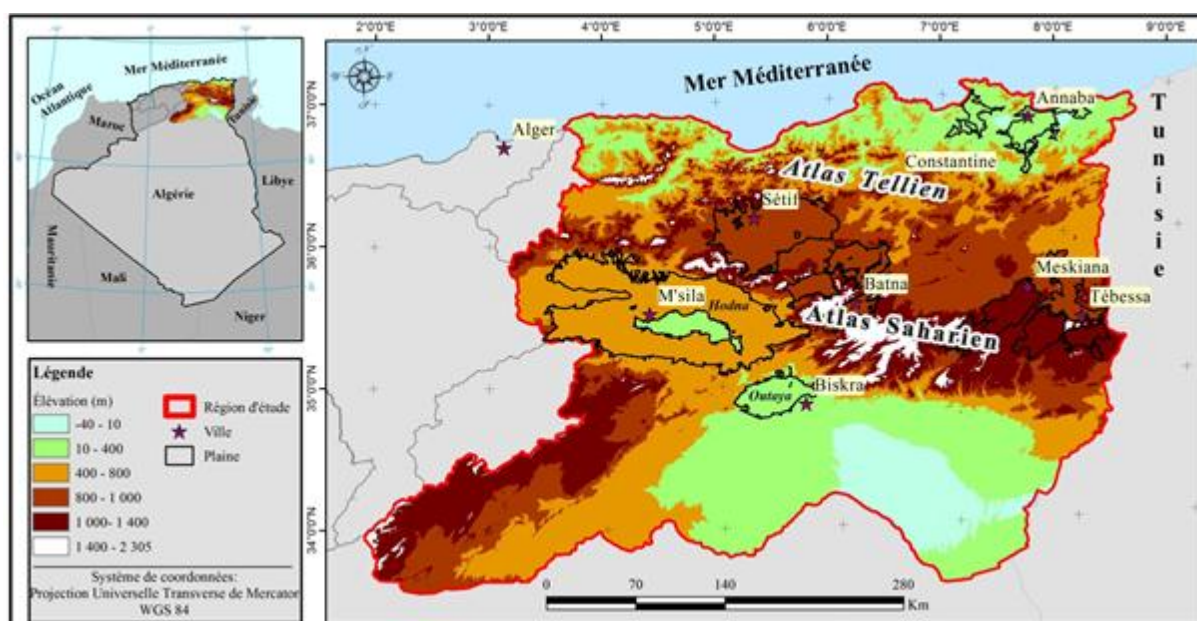 2°0'0"E 3°0'0"E 4°0'0"E 5°0'0"E 6°0'0"E 7°0'0"E 8°0'0"E 9°0'0"E
Mer Méditerranée
Océan
Atlantique
Maroc
Tunisie
Algérie
Libye
Mauritanie
Mali
Niger
Mer Méditerranée
Tunisie
Alger
Annaba
Constantine
Atlas Tellien
Sétif
Meskiana
Batna
Tébessa
M'sila
Hodna
Atlas Saharien
Biskra
Outaya
37°0'0"N
36°0'0"N
35°0'0"N
34°0'0"N
Légende
Élévation (m)
-40 - 10
10 - 400
400 - 800
800 - 1 000
1 000- 1 400
1 400 - 2 305
Région d'étude
Ville
Plaine
Système de coordonnées:
Projection Universelle Transverse de Mercator
WGS 84
0 70 140 280
Km